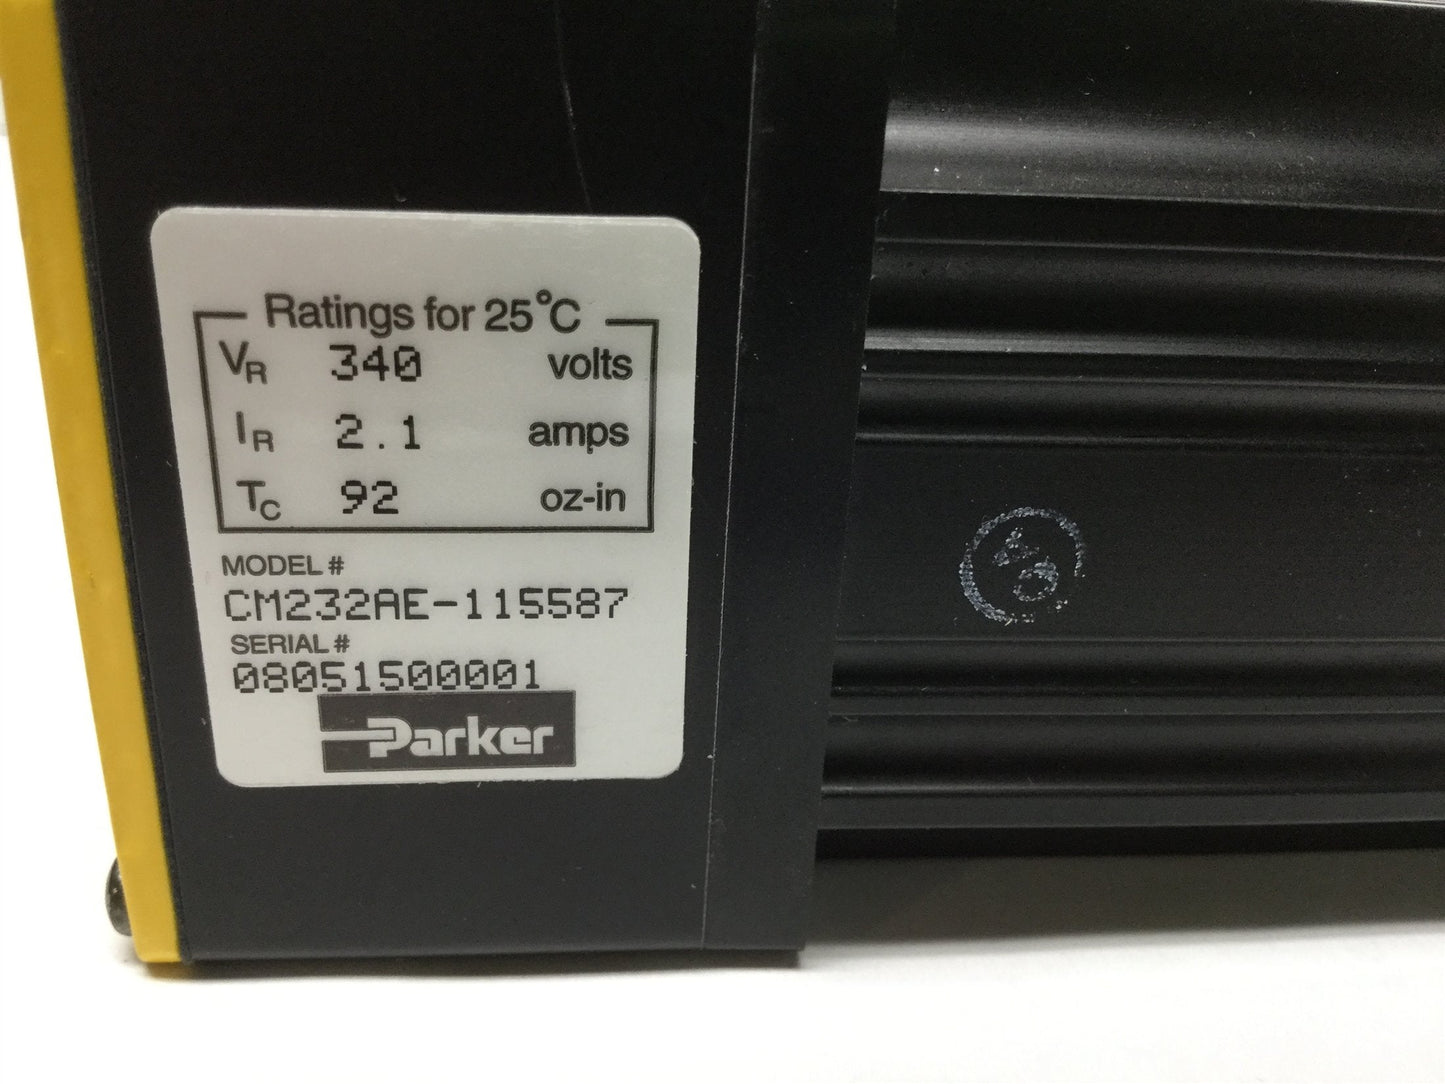 Ratings for 25°C
VR 340 volts
IR 2.1 amps
TC 92 oz-in
MODEL #
CM232AE-115587
SERIAL #
08051500001
Parker